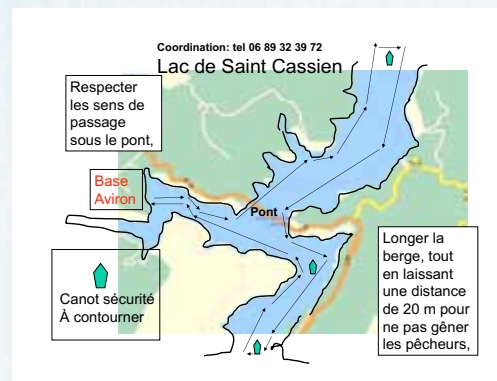 Coordination: tel 06 89 32 39 72
Lac de Saint Cassien
Respecter
les sens de
passage
sous le pont,
Base
Aviron
Pont
Canot sécurité
À contourner
Longer la
berge, tout
en laissant
une distance
de 20 m pour
ne pas gêner
les pêcheurs,